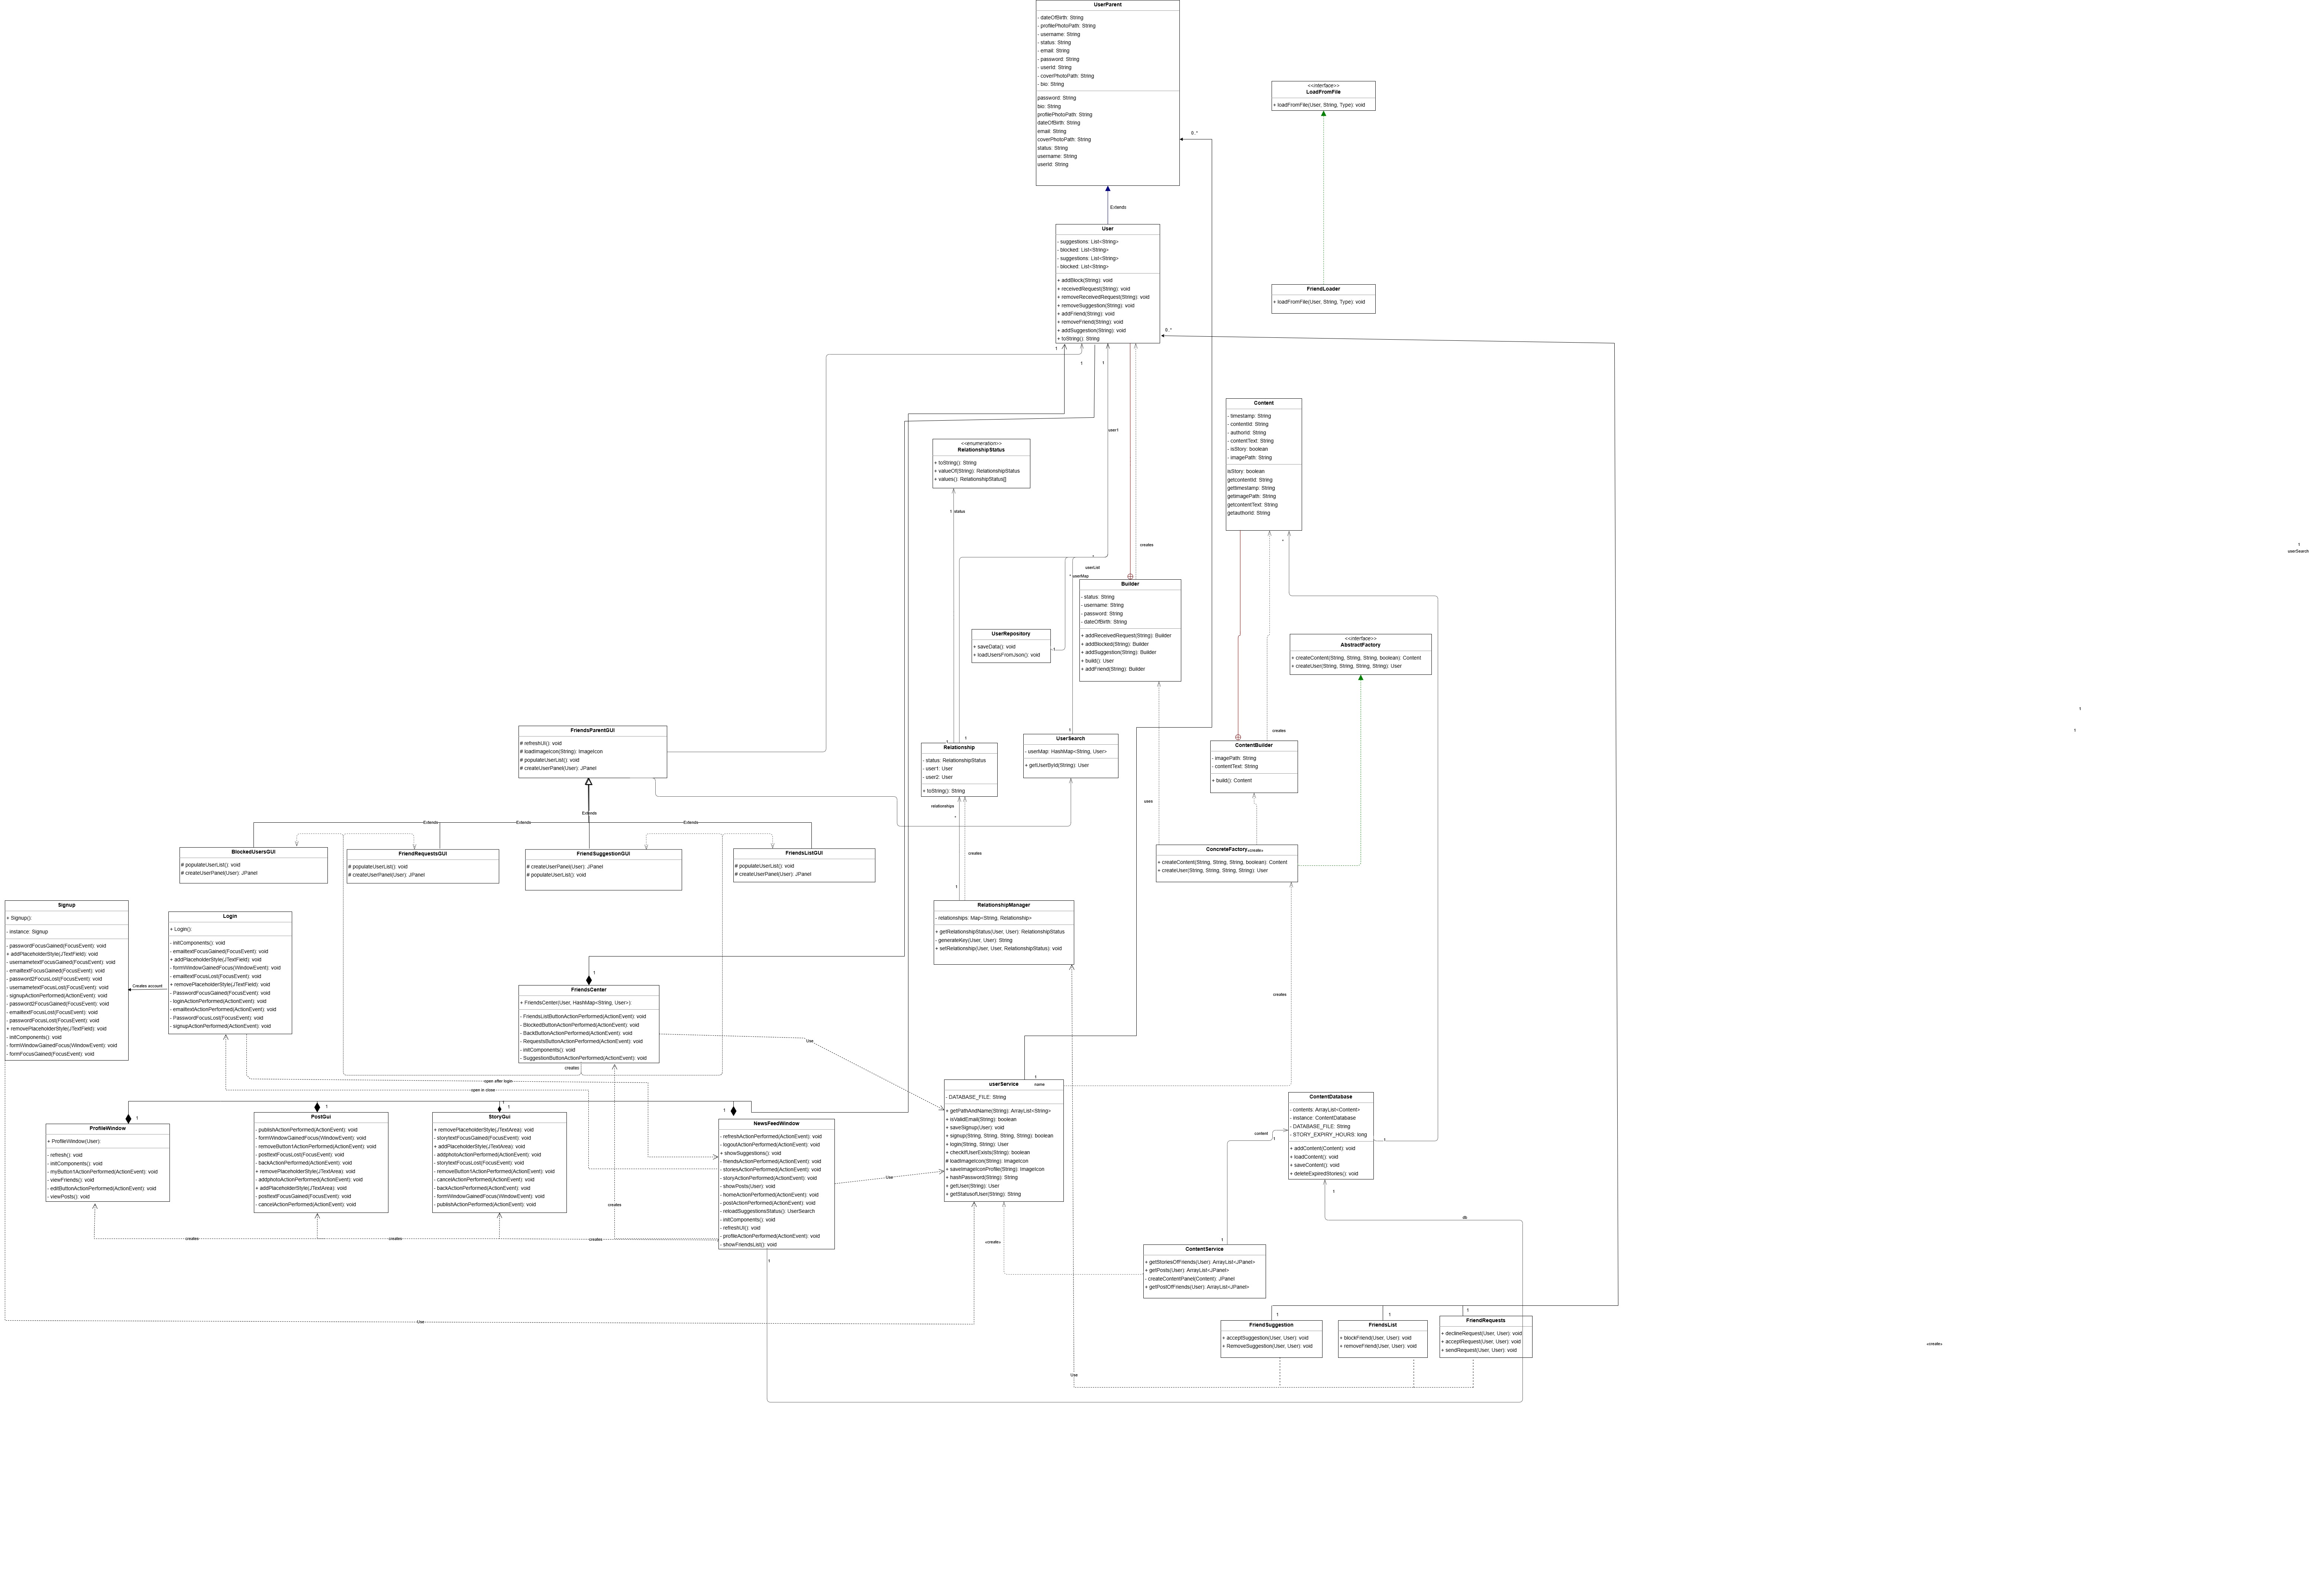 UserParent
- dateOfBirth: String
- profilePhotoPath: String
- username: String
- status: String
- email: String
- password: String
- userId: String
- coverPhotoPath: String
- bio: String
password: String
bio: String
profilePhotoPath: String
dateOfBirth: String
email: String
coverPhotoPath: String
status: String
username: String
userId: String
<<interface>>
LoadFromFile
+ loadFromFile(User, String, Type): void
0..*
Extends
User
- suggestions: List<String>
- blocked: List<String>
- suggestions: List<String>
- blocked: List<String>
+ addBlock(String): void
+ receivedRequest(String): void
+ removeReceivedRequest(String): void
+ removeSuggestion(String): void
+ addFriend(String): void
+ removeFriend(String): void
+ addSuggestion(String): void
+ toString(): String
FriendLoader
+ loadFromFile(User, String, Type): void
0..*
1
1
1
user1
Content
- timestamp: String
- contentId: String
- authorId: String
- contentText: String
- isStory: boolean
- imagePath: String
isStory: boolean
getcontentId: String
gettimestamp: String
getimagePath: String
getcontentText: String
getauthorId: String
<<enumeration>>
RelationshipStatus
+ toString(): String
+ valueOf(String): RelationshipStatus
+ values(): RelationshipStatus[]
1 status
creates
*
1
userSearch
userList
* userMap
Builder
- status: String
- username: String
- password: String
- dateOfBirth: String
+ addReceivedRequest(String): Builder
+ addBlocked(String): Builder
+ addSuggestion(String): Builder
+ build(): User
+ addFriend(String): Builder
UserRepository
+ saveData(): void
+ loadUsersFromJson(): void
1
<<interface>>
AbstractFactory
+ createContent(String, String, String, boolean): Content
+ createUser(String, String, String, String): User
1
1
FriendsParentGUI
# refreshUI(): void
# loadImageIcon(String): ImageIcon
# populateUserList(): void
# createUserPanel(User): JPanel
1
1
Relationship
- status: RelationshipStatus
- user1: User
- user2: User
+ toString(): String
1
UserSearch
- userMap: HashMap<String, User>
+ getUserById(String): User
creates
ContentBuilder
- imagePath: String
- contentText: String
+ build(): Content
relationships
*
uses
Extends
Extends
Extends
Extends
BlockedUsersGUI
# populateUserList(): void
# createUserPanel(User): JPanel
FriendRequestsGUI
# populateUserList(): void
# createUserPanel(User): JPanel
FriendSuggestionGUI
# createUserPanel(User): JPanel
# populateUserList(): void
FriendsListGUI
# populateUserList(): void
# createUserPanel(User): JPanel
creates
ConcreteFactory
«create»
+ createContent(String, String, String, boolean): Content
+ createUser(String, String, String, String): User
1
Signup
+ Signup():
- instance: Signup
- passwordFocusGained(FocusEvent): void
+ addPlaceholderStyle(JTextField): void
- usernametextFocusGained(FocusEvent): void
- emailtextFocusGained(FocusEvent): void
- password2FocusLost(FocusEvent): void
- usernametextFocusLost(FocusEvent): void
- signupActionPerformed(ActionEvent): void
- password2FocusGained(FocusEvent): void
- emailtextFocusLost(FocusEvent): void
- passwordFocusLost(FocusEvent): void
+ removePlaceholderStyle(JTextField): void
- initComponents(): void
- formWindowGainedFocus(WindowEvent): void
- formFocusGained(FocusEvent): void
Creates account
Login
+ Login():
- initComponents(): void
- emailtextFocusGained(FocusEvent): void
+ addPlaceholderStyle(JTextField): void
- formWindowGainedFocus(WindowEvent): void
- emailtextFocusLost(FocusEvent): void
+ removePlaceholderStyle(JTextField): void
- PasswordFocusGained(FocusEvent): void
- loginActionPerformed(ActionEvent): void
- emailtextActionPerformed(ActionEvent): void
- PasswordFocusLost(FocusEvent): void
- signupActionPerformed(ActionEvent): void
RelationshipManager
- relationships: Map<String, Relationship>
+ getRelationshipStatus(User, User): RelationshipStatus
- generateKey(User, User): String
+ setRelationship(User, User, RelationshipStatus): void
1
FriendsCenter
+ FriendsCenter(User, HashMap<String, User>):
- FriendsListButtonActionPerformed(ActionEvent): void
- BlockedButtonActionPerformed(ActionEvent): void
- BackButtonActionPerformed(ActionEvent): void
- RequestsButtonActionPerformed(ActionEvent): void
- initComponents(): void
- SuggestionButtonActionPerformed(ActionEvent): void
creates
creates
Use
open after login
open in close
1
name
userService
- DATABASE_FILE: String
+ getPathAndName(String): ArrayList<String>
+ isValidEmail(String): boolean
+ saveSignup(User): void
+ signup(String, String, String, String): boolean
+ login(String, String): User
+ checkIfUserExists(String): boolean
# loadImageIcon(String): ImageIcon
+ saveImageIconProfile(String): ImageIcon
+ hashPassword(String): String
+ getUser(String): User
+ getStatusofUser(String): String
ContentDatabase
- contents: ArrayList<Content>
- instance: ContentDatabase
- DATABASE_FILE: String
- STORY_EXPIRY_HOURS: long
+ addContent(Content): void
+ loadContent(): void
+ saveContent(): void
+ deleteExpiredStories(): void
content
1
1
1
1
1
1
1
1
ProfileWindow
+ ProfileWindow(User):
- refresh(): void
- initComponents(): void
- myButton1ActionPerformed(ActionEvent): void
- viewFriends(): void
- editButtonActionPerformed(ActionEvent): void
- viewPosts(): void
PostGui
- publishActionPerformed(ActionEvent): void
- formWindowGainedFocus(WindowEvent): void
- removeButton1ActionPerformed(ActionEvent): void
- posttextFocusLost(FocusEvent): void
- backActionPerformed(ActionEvent): void
+ removePlaceholderStyle(JTextArea): void
- addphotoActionPerformed(ActionEvent): void
+ addPlaceholderStyle(JTextArea): void
- posttextFocusGained(FocusEvent): void
- cancelActionPerformed(ActionEvent): void
StoryGui
+ removePlaceholderStyle(JTextArea): void
- storytextFocusGained(FocusEvent): void
+ addPlaceholderStyle(JTextArea): void
- addphotoActionPerformed(ActionEvent): void
- storytextFocusLost(FocusEvent): void
- removeButton1ActionPerformed(ActionEvent): void
- cancelActionPerformed(ActionEvent): void
- backActionPerformed(ActionEvent): void
- formWindowGainedFocus(WindowEvent): void
- publishActionPerformed(ActionEvent): void
NewsFeedWindow
- refreshActionPerformed(ActionEvent): void
- logoutActionPerformed(ActionEvent): void
+ showSuggestions(): void
- friendsActionPerformed(ActionEvent): void
- storiesActionPerformed(ActionEvent): void
- storyActionPerformed(ActionEvent): void
- showPosts(User): void
- homeActionPerformed(ActionEvent): void
- postActionPerformed(ActionEvent): void
- reloadSuggestionsStatus(): UserSearch
- initComponents(): void
- refreshUI(): void
- profileActionPerformed(ActionEvent): void
- showFriendsList(): void
Use
creates
creates
creates
creates
1
«create»
1
db
1
ContentService
+ getStoriesOfFriends(User): ArrayList<JPanel>
+ getPosts(User): ArrayList<JPanel>
- createContentPanel(Content): JPanel
+ getPostOfFriends(User): ArrayList<JPanel>
Use
1
1
1
FriendSuggestion
+ acceptSuggestion(User, User): void
+ RemoveSuggestion(User, User): void
FriendsList
+ blockFriend(User, User): void
+ removeFriend(User, User): void
FriendRequests
+ declineRequest(User, User): void
+ acceptRequest(User, User): void
+ sendRequest(User, User): void
«create»
Use